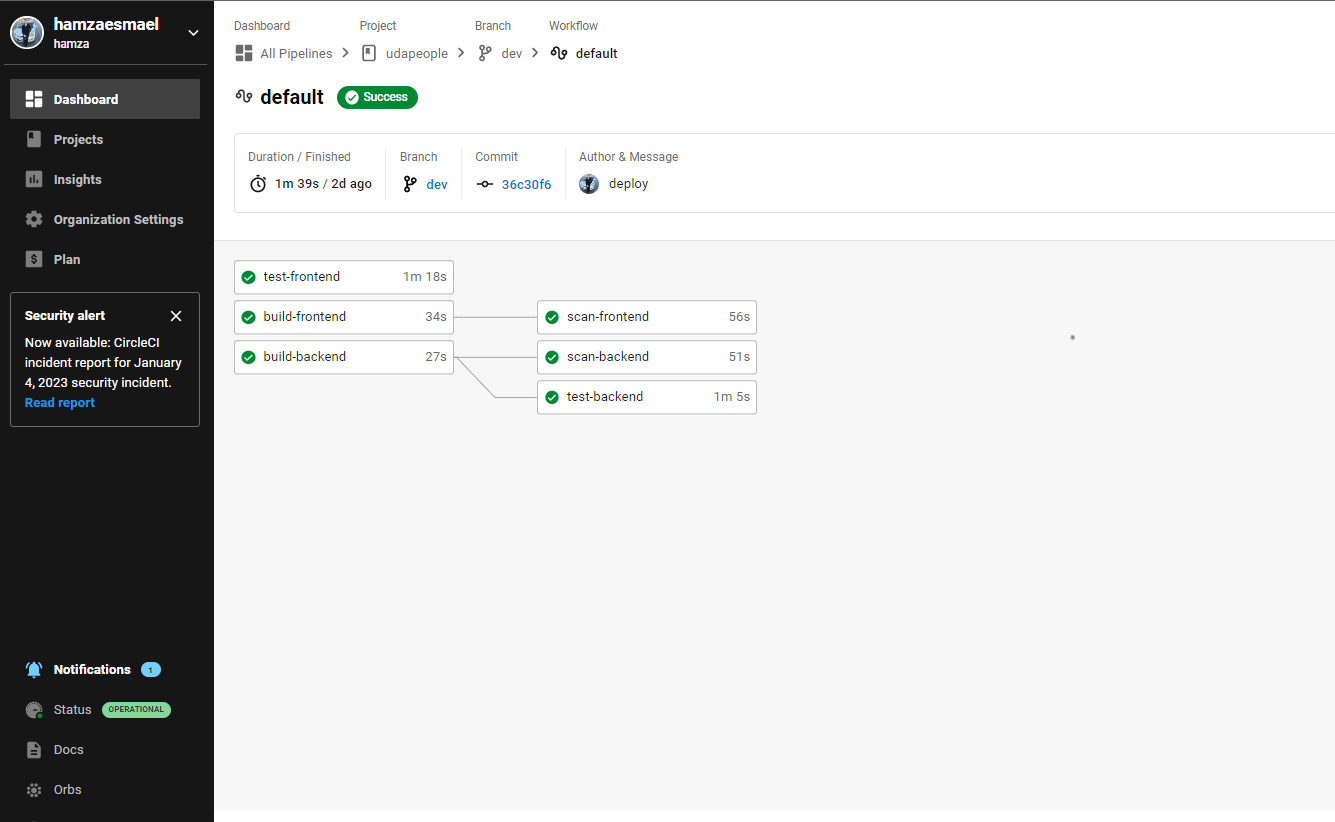 hamzaesmael
hamza
Dashboard
Projects
Insights
Organization Settings
Plan
Security alert
Now available: CircleCI
incident report for January
4, 2023 security incident.
Read report
Notifications 1
Status OPERATIONAL
Docs
Orbs
Dashboard Project Branch Workflow
All Pipelines udapeople dev default
default Success
Duration / Finished Branch Commit Author & Message
1m 39s / 2d ago dev 36c30f6 deploy
test-frontend 1m 18s
build-frontend 34s scan-frontend 56s
build-backend 27s scan-backend 51s
test-backend 1m 5s